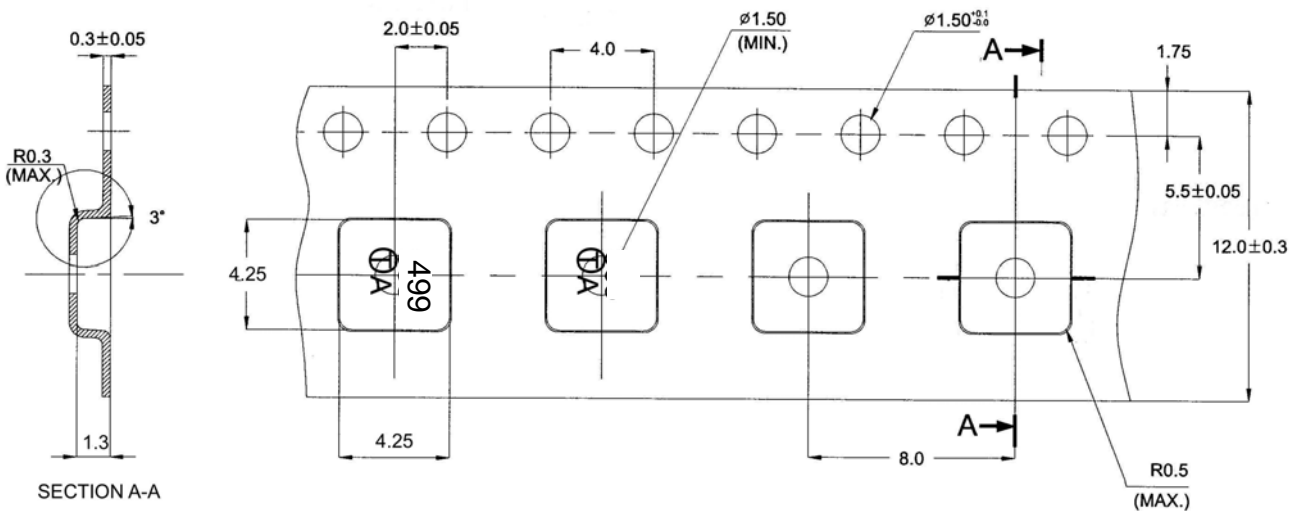 0.3±0.05
2.0±0.05
4.0
ø1.50
(MIN.)
ø1.50 +0.1 -0.0
A
1.75
R0.3
(MAX.)
3°
5.5±0.05
12.0±0.3
4.25
T A
499
T A
1.3
4.25
A
8.0
R0.5
(MAX.)
SECTION A-A